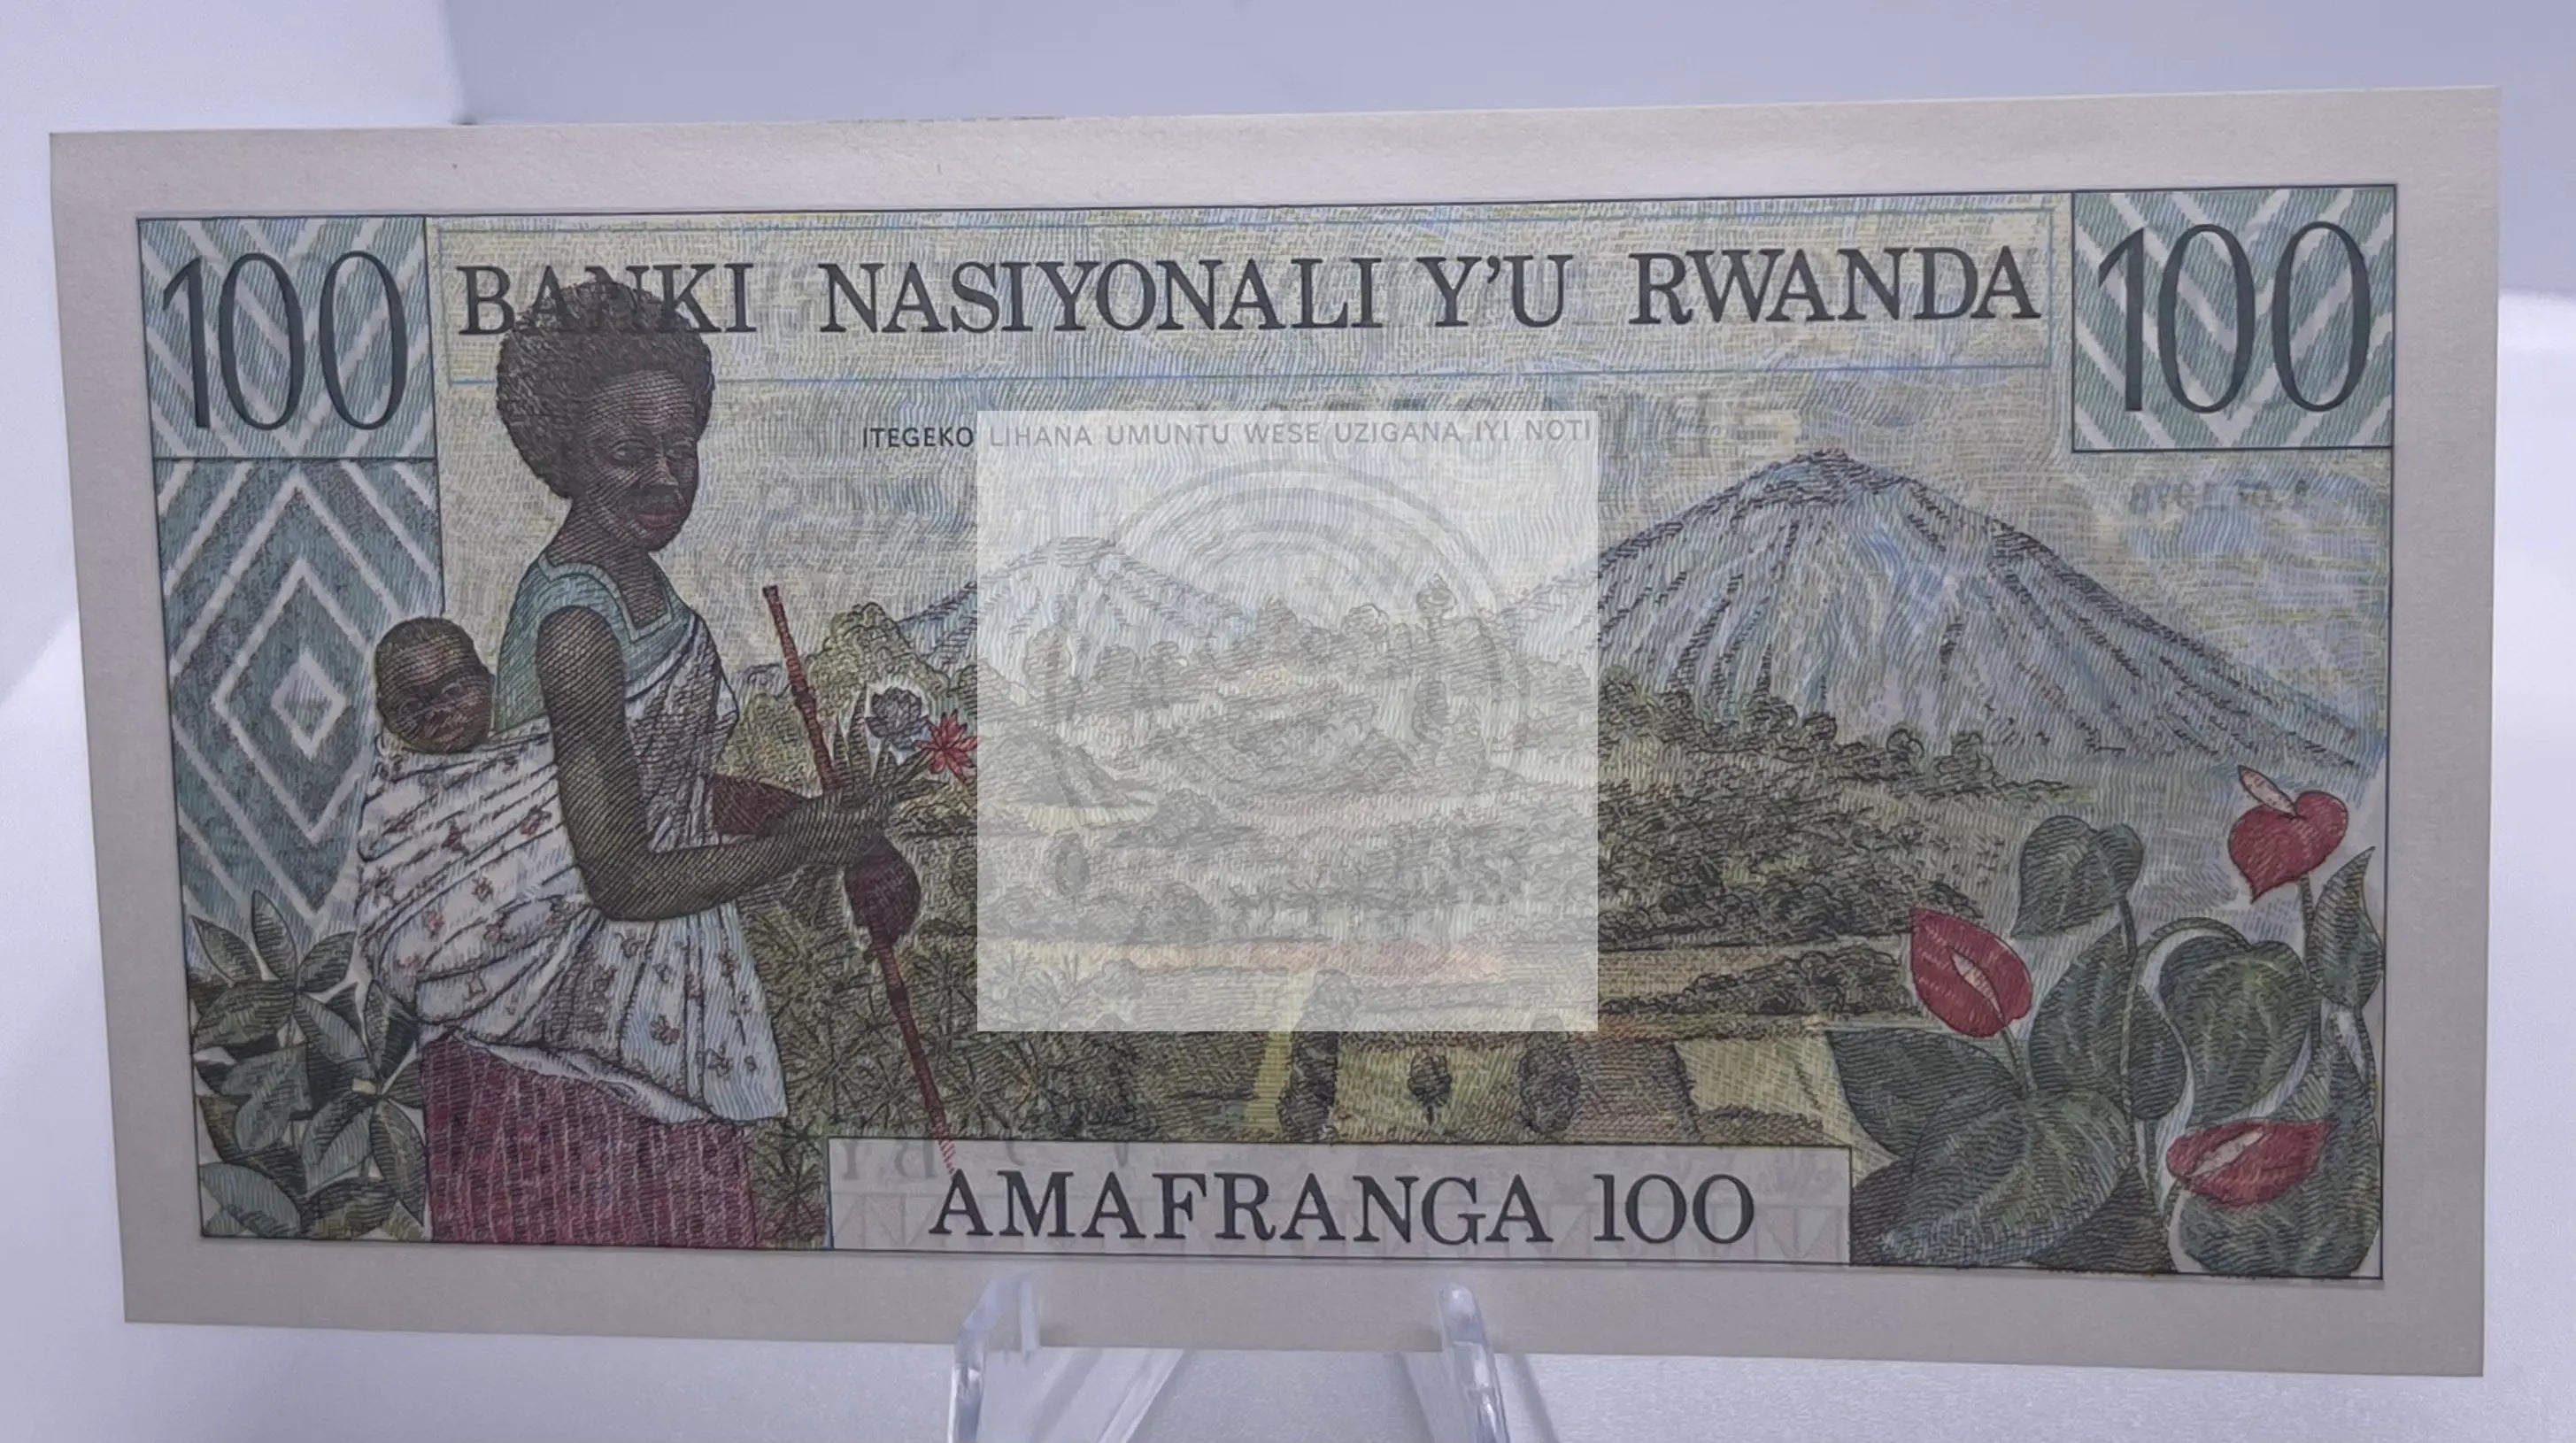 100 BANKI NASIYONALI Y'U RWANDA 100
ITEGEKO LIHANA UMUNTU WESE UZIGANA IYI NOTI
AMAFRANGA 100